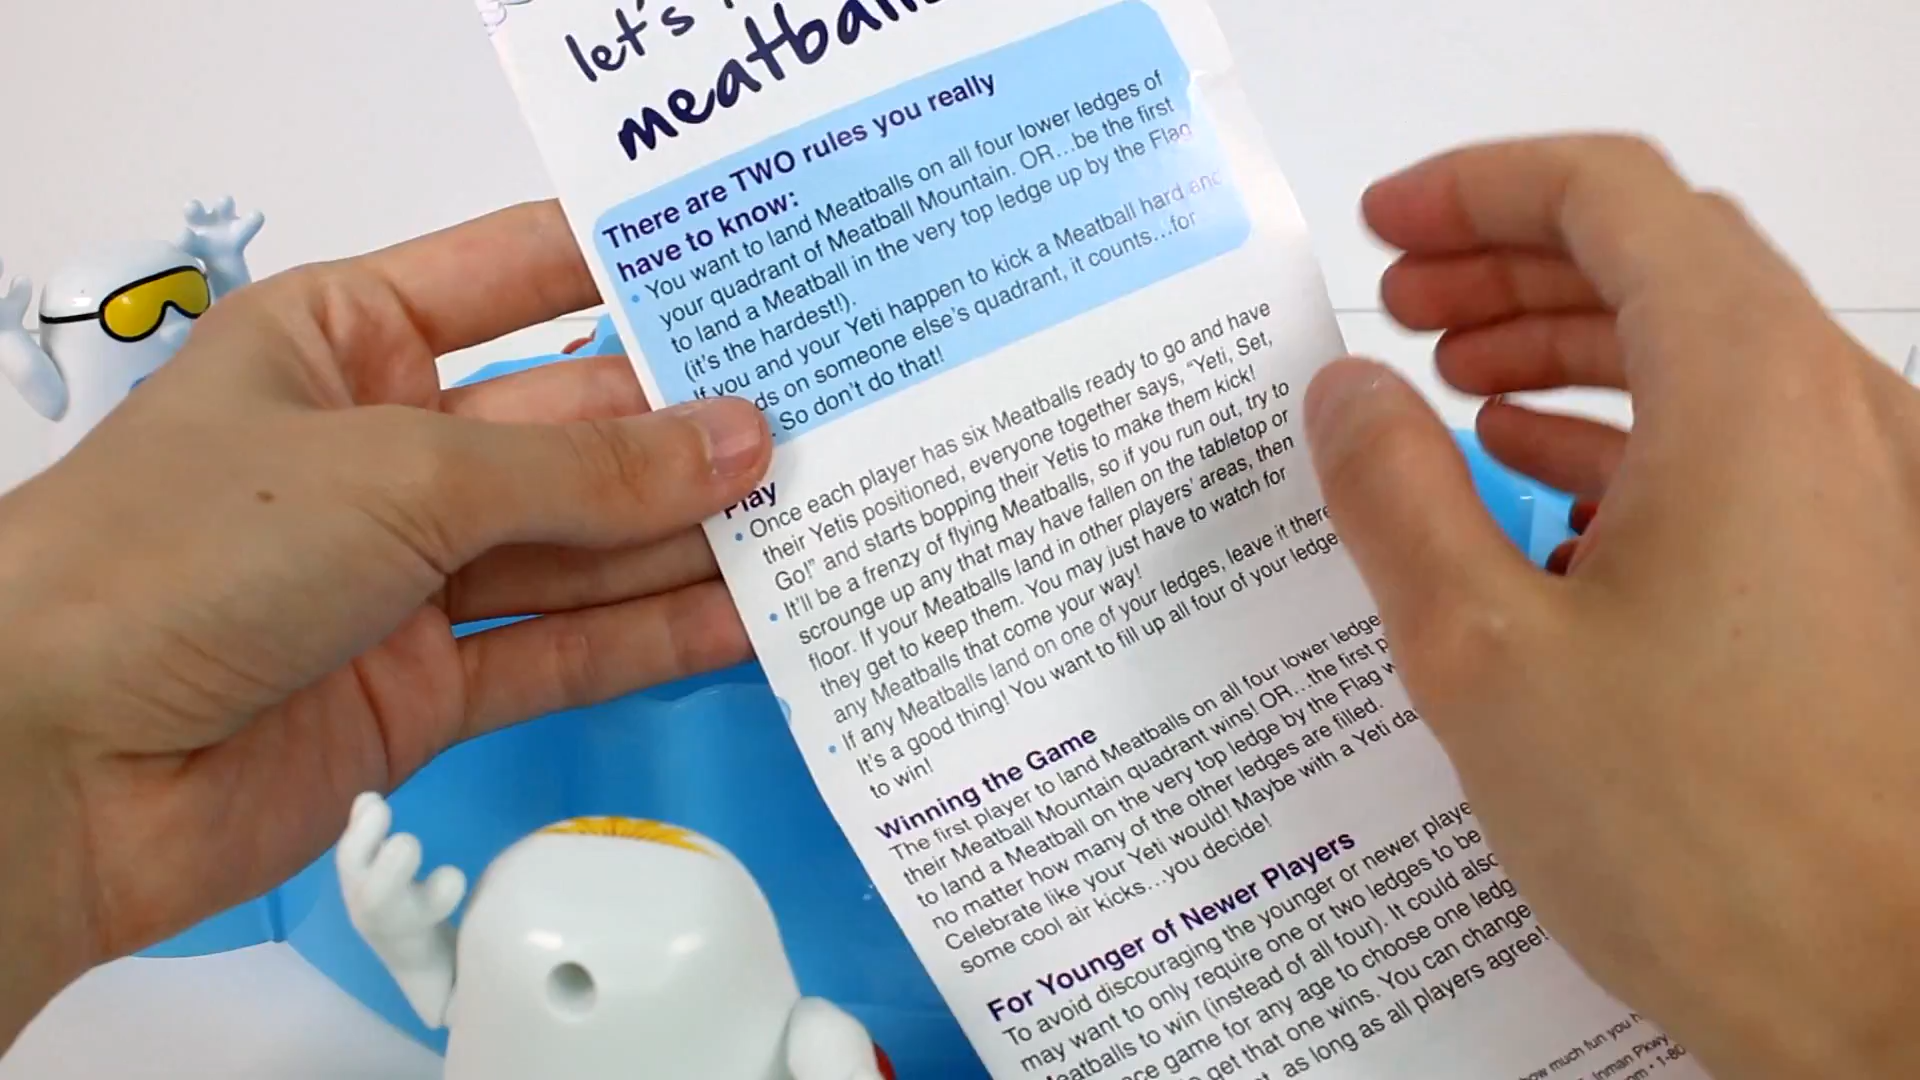 let's
meatballs
There are TWO rules you really
have to know:
• You want to land Meatballs on all four lower ledges of
your quadrant of Meatball Mountain. OR...be the first
to land a Meatball in the very top ledge up by the Flag
(it's the hardest!).
If you and your Yeti happen to kick a Meatball hard and
ds on someone else's quadrant, it counts...for
. So don't do that!
Play
• Once each player has six Meatballs ready to go and have
their Yetis positioned, everyone together says, “Yeti, Set,
Go!” and starts bopping their Yetis to make them kick!
• It'll be a frenzy of flying Meatballs, so if you run out, try to
scrounge up any that may have fallen on the tabletop or
floor. If your Meatballs land in other players' areas, then
they get to keep them. You may just have to watch for
any Meatballs that come your way!
• If any Meatballs land on one of your ledges, leave it there
It's a good thing! You want to fill up all four of your ledge
to win!
Winning the Game
The first player to land Meatballs on all four lower ledge
their Meatball Mountain quadrant wins! OR...the first p
to land a Meatball on the very top ledge by the Flag w
no matter how many of the other ledges are filled.
Celebrate like your Yeti would! Maybe with a Yeti da
some cool air kicks...you decide!
For Younger of Newer Players
To avoid discouraging the younger or newer playe
may want to only require one or two ledges to be
eatballs to win (instead of all four). It could also
ce game for any age to choose one ledg
get that one wins. You can change
, as long as all players agree!
how much fun you h
Inman Pkwy
om • 1-80